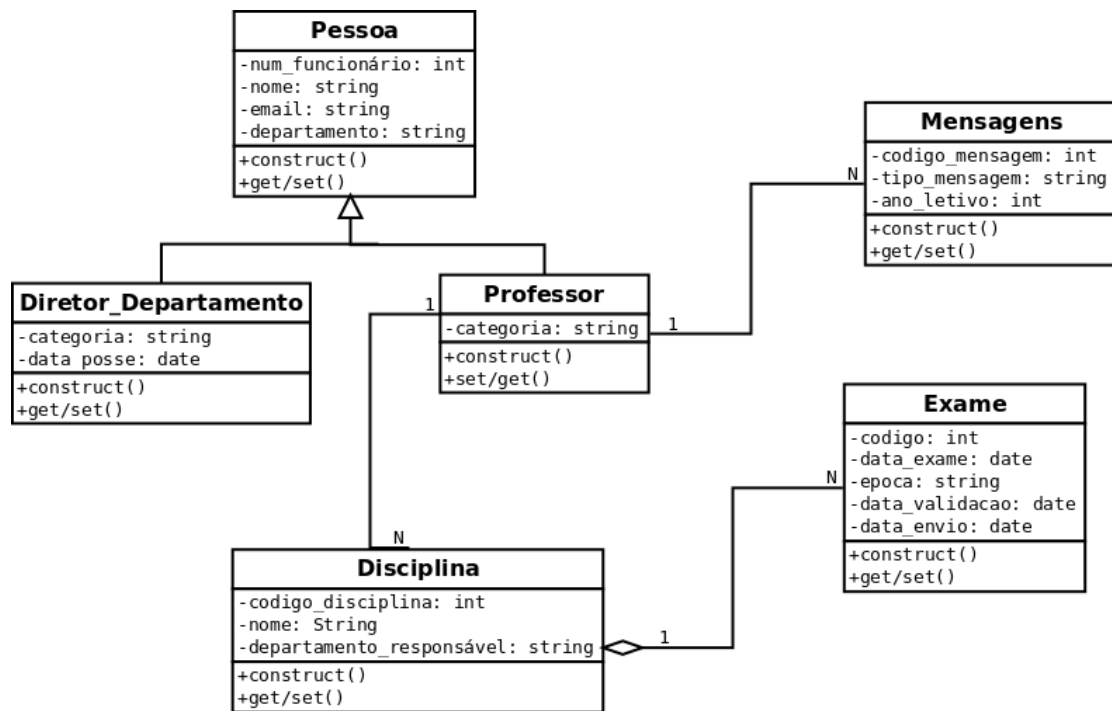 Pessoa
-num_funcionário: int
-nome: string
-email: string
-departamento: string
+construct()
+get/set()
Mensagens
-codigo_mensagem: int
-tipo_mensagem: string
-ano_letivo: int
+construct()
+get/set()
N
Diretor_Departamento
-categoria: string
-data posse: date
+construct()
+get/set()
1
Professor
-categoria: string
+construct()
+set/get()
1
Exame
-codigo: int
-data_exame: date
-epoca: string
-data_validacao: date
-data_envio: date
+construct()
+get/set()
N
N
Disciplina
-codigo_disciplina: int
-nome: String
-departamento_responsável: string
+construct()
+get/set()
1